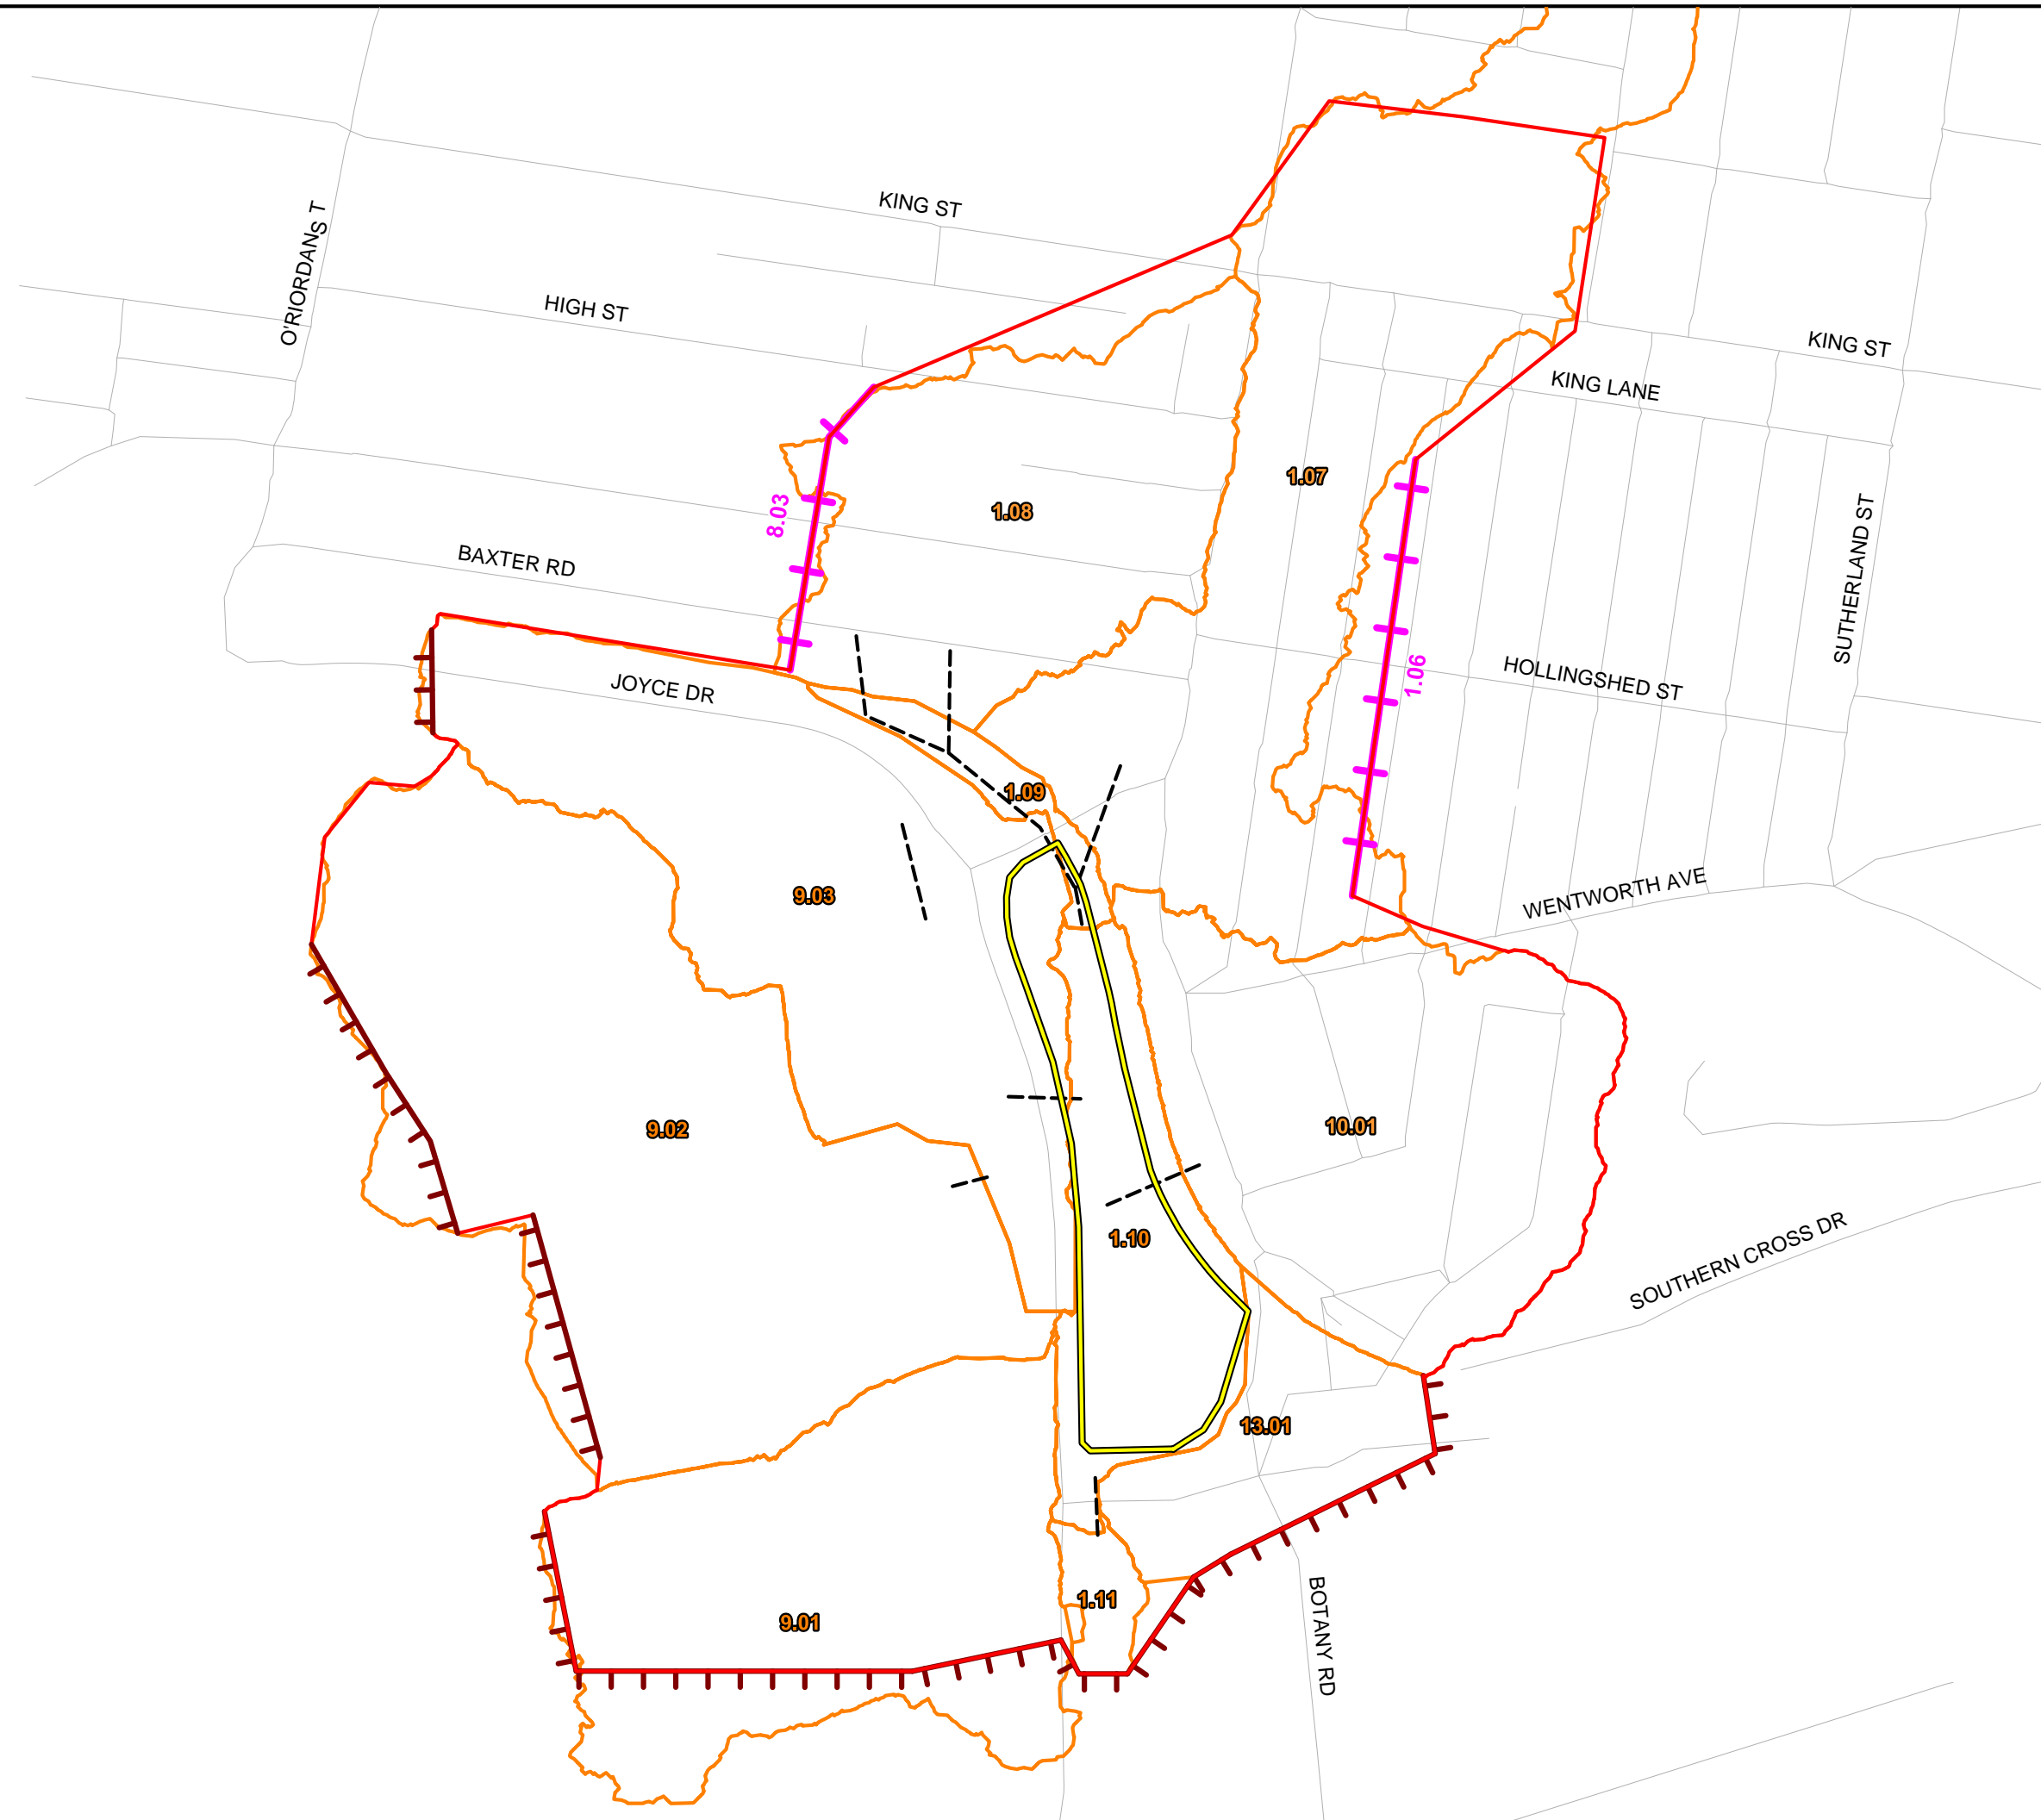 KING ST
O'RIORDAN S T
HIGH ST
KING ST
KING LANE
1.07
8.03
1.08
SUTHERLAND ST
BAXTER RD
1.06
HOLLINGSHED ST
JOYCE DR
1.09
9.03
WENTWORTH AVE
9.02
10.01
1.10
SOUTHERN CROSS DR
13.01
1.11
9.01
BOTANY RD